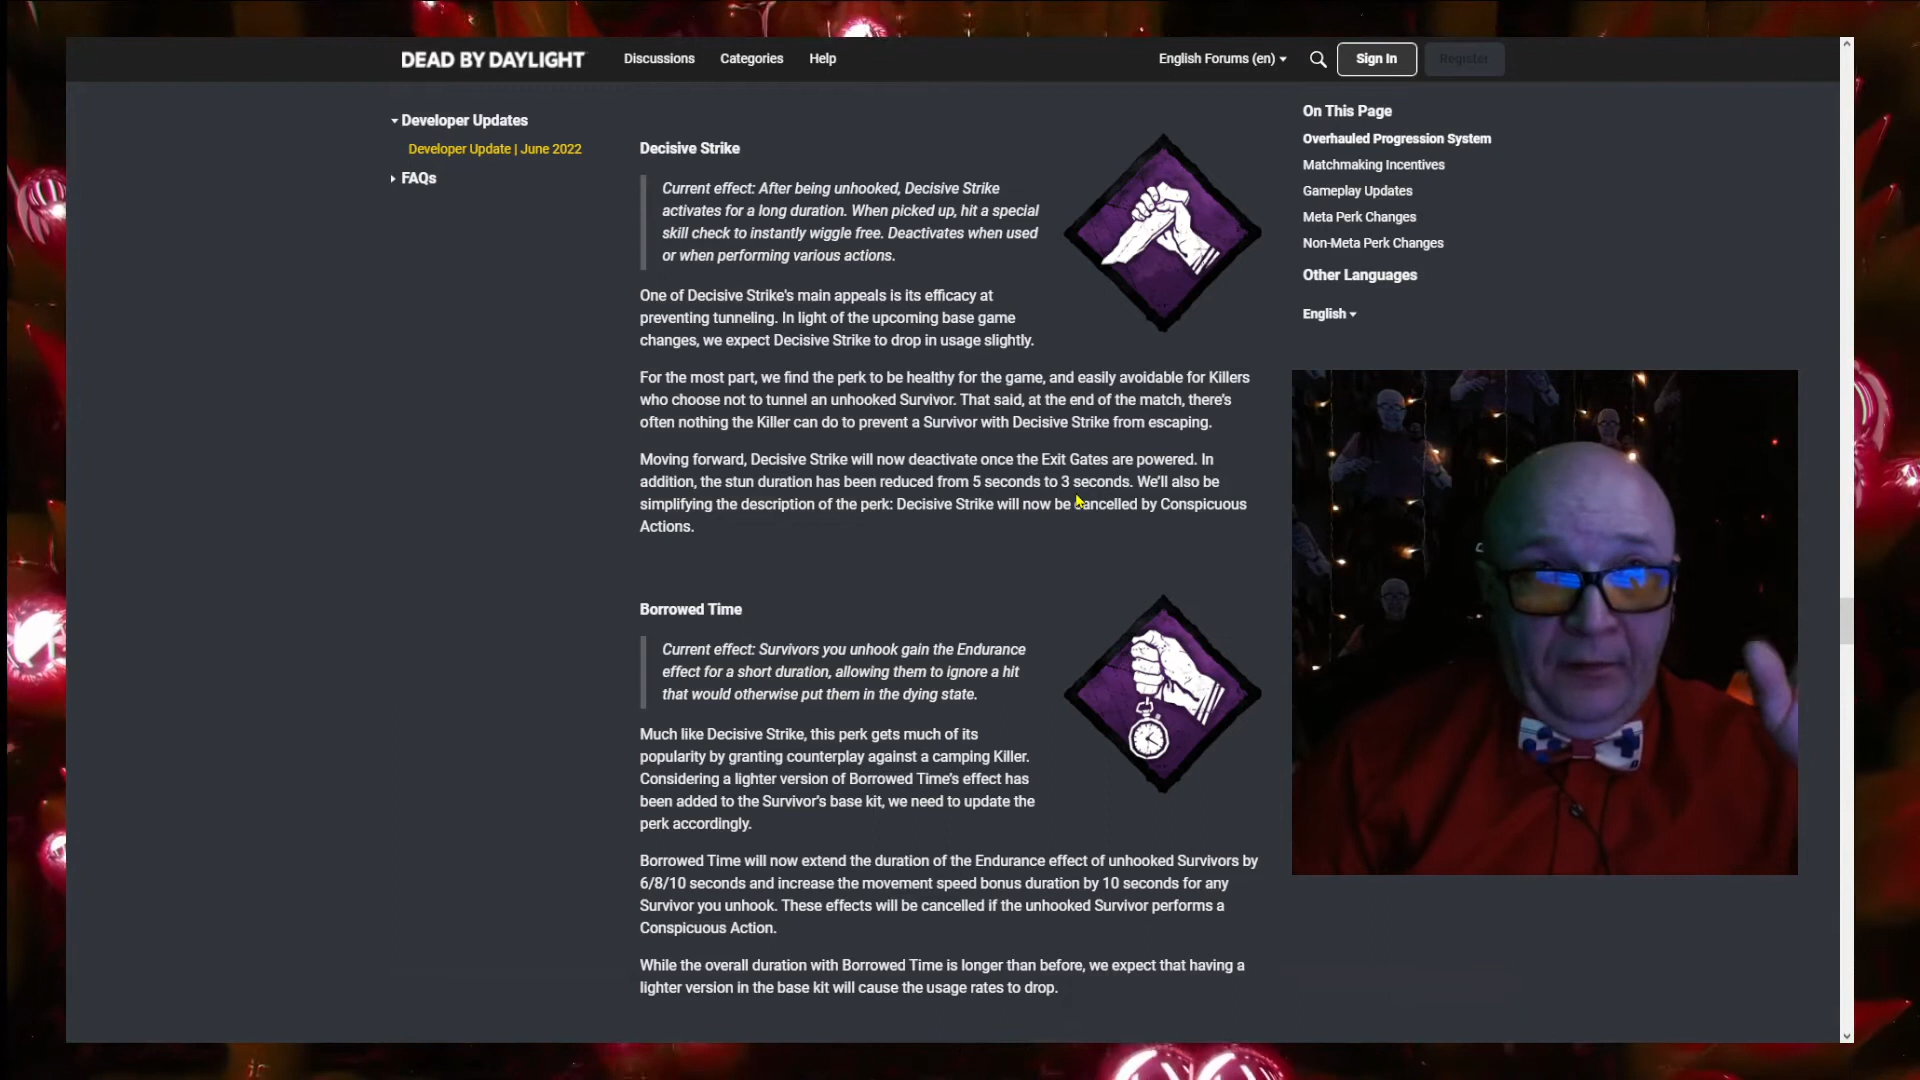 DEAD BY DAYLIGHT
Discussions
Categories
Help
English Forums (en)
Sign In
Register
Developer Updates
Developer Update | June 2022
FAQs
Decisive Strike
Current effect: After being unhooked, Decisive Strike
activates for a long duration. When picked up, hit a special
skill check to instantly wiggle free. Deactivates when used
or when performing various actions.
One of Decisive Strike's main appeals is its efficacy at
preventing tunneling. In light of the upcoming base game
changes, we expect Decisive Strike to drop in usage slightly.
For the most part, we find the perk to be healthy for the game, and easily avoidable for Killers
who choose not to tunnel an unhooked Survivor. That said, at the end of the match, there's
often nothing the Killer can do to prevent a Survivor with Decisive Strike from escaping.
Moving forward, Decisive Strike will now deactivate once the Exit Gates are powered. In
addition, the stun duration has been reduced from 5 seconds to 3 seconds. We'll also be
simplifying the description of the perk: Decisive Strike will now be cancelled by Conspicuous
Actions.
Borrowed Time
Current effect: Survivors you unhook gain the Endurance
effect for a short duration, allowing them to ignore a hit
that would otherwise put them in the dying state.
Much like Decisive Strike, this perk gets much of its
popularity by granting counterplay against a camping Killer.
Considering a lighter version of Borrowed Time's effect has
been added to the Survivor's base kit, we need to update the
perk accordingly.
Borrowed Time will now extend the duration of the Endurance effect of unhooked Survivors by
6/8/10 seconds and increase the movement speed bonus duration by 10 seconds for any
Survivor you unhook. These effects will be cancelled if the unhooked Survivor performs a
Conspicuous Action.
While the overall duration with Borrowed Time is longer than before, we expect that having a
lighter version in the base kit will cause the usage rates to drop.
On This Page
Overhauled Progression System
Matchmaking Incentives
Gameplay Updates
Meta Perk Changes
Non-Meta Perk Changes
Other Languages
English